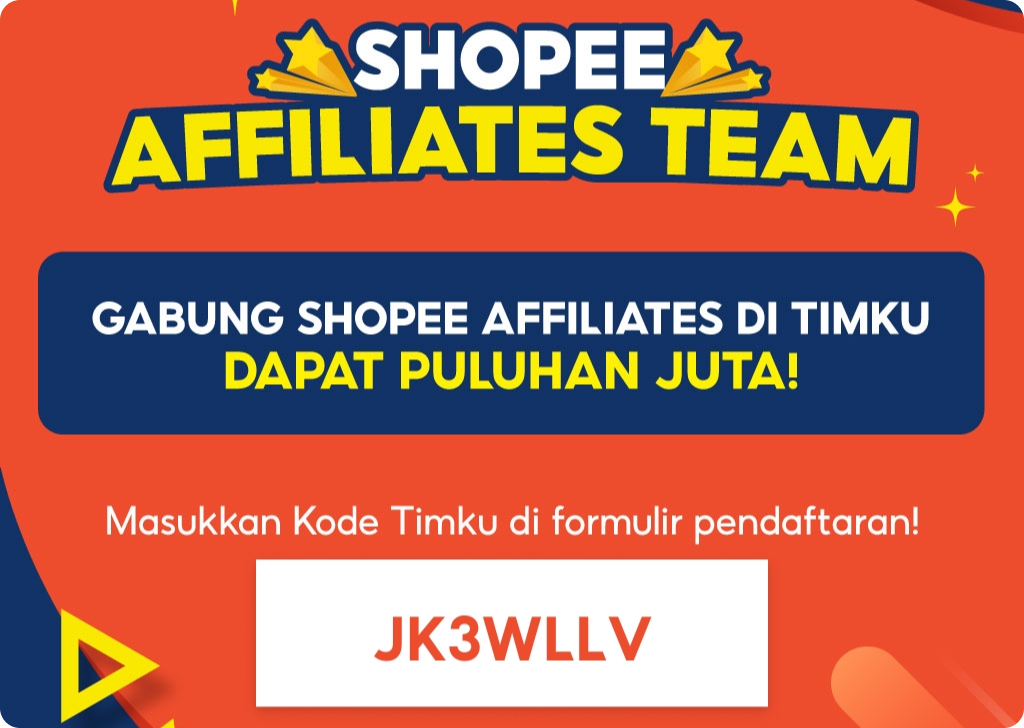 SHOPEE
AFFILIATES TEAM
GABUNG SHOPEE AFFILIATES DI TIMKU
DAPAT PULUHAN JUTA!
Masukkan Kode Timku di formulir pendaftaran!
JK3WLLV